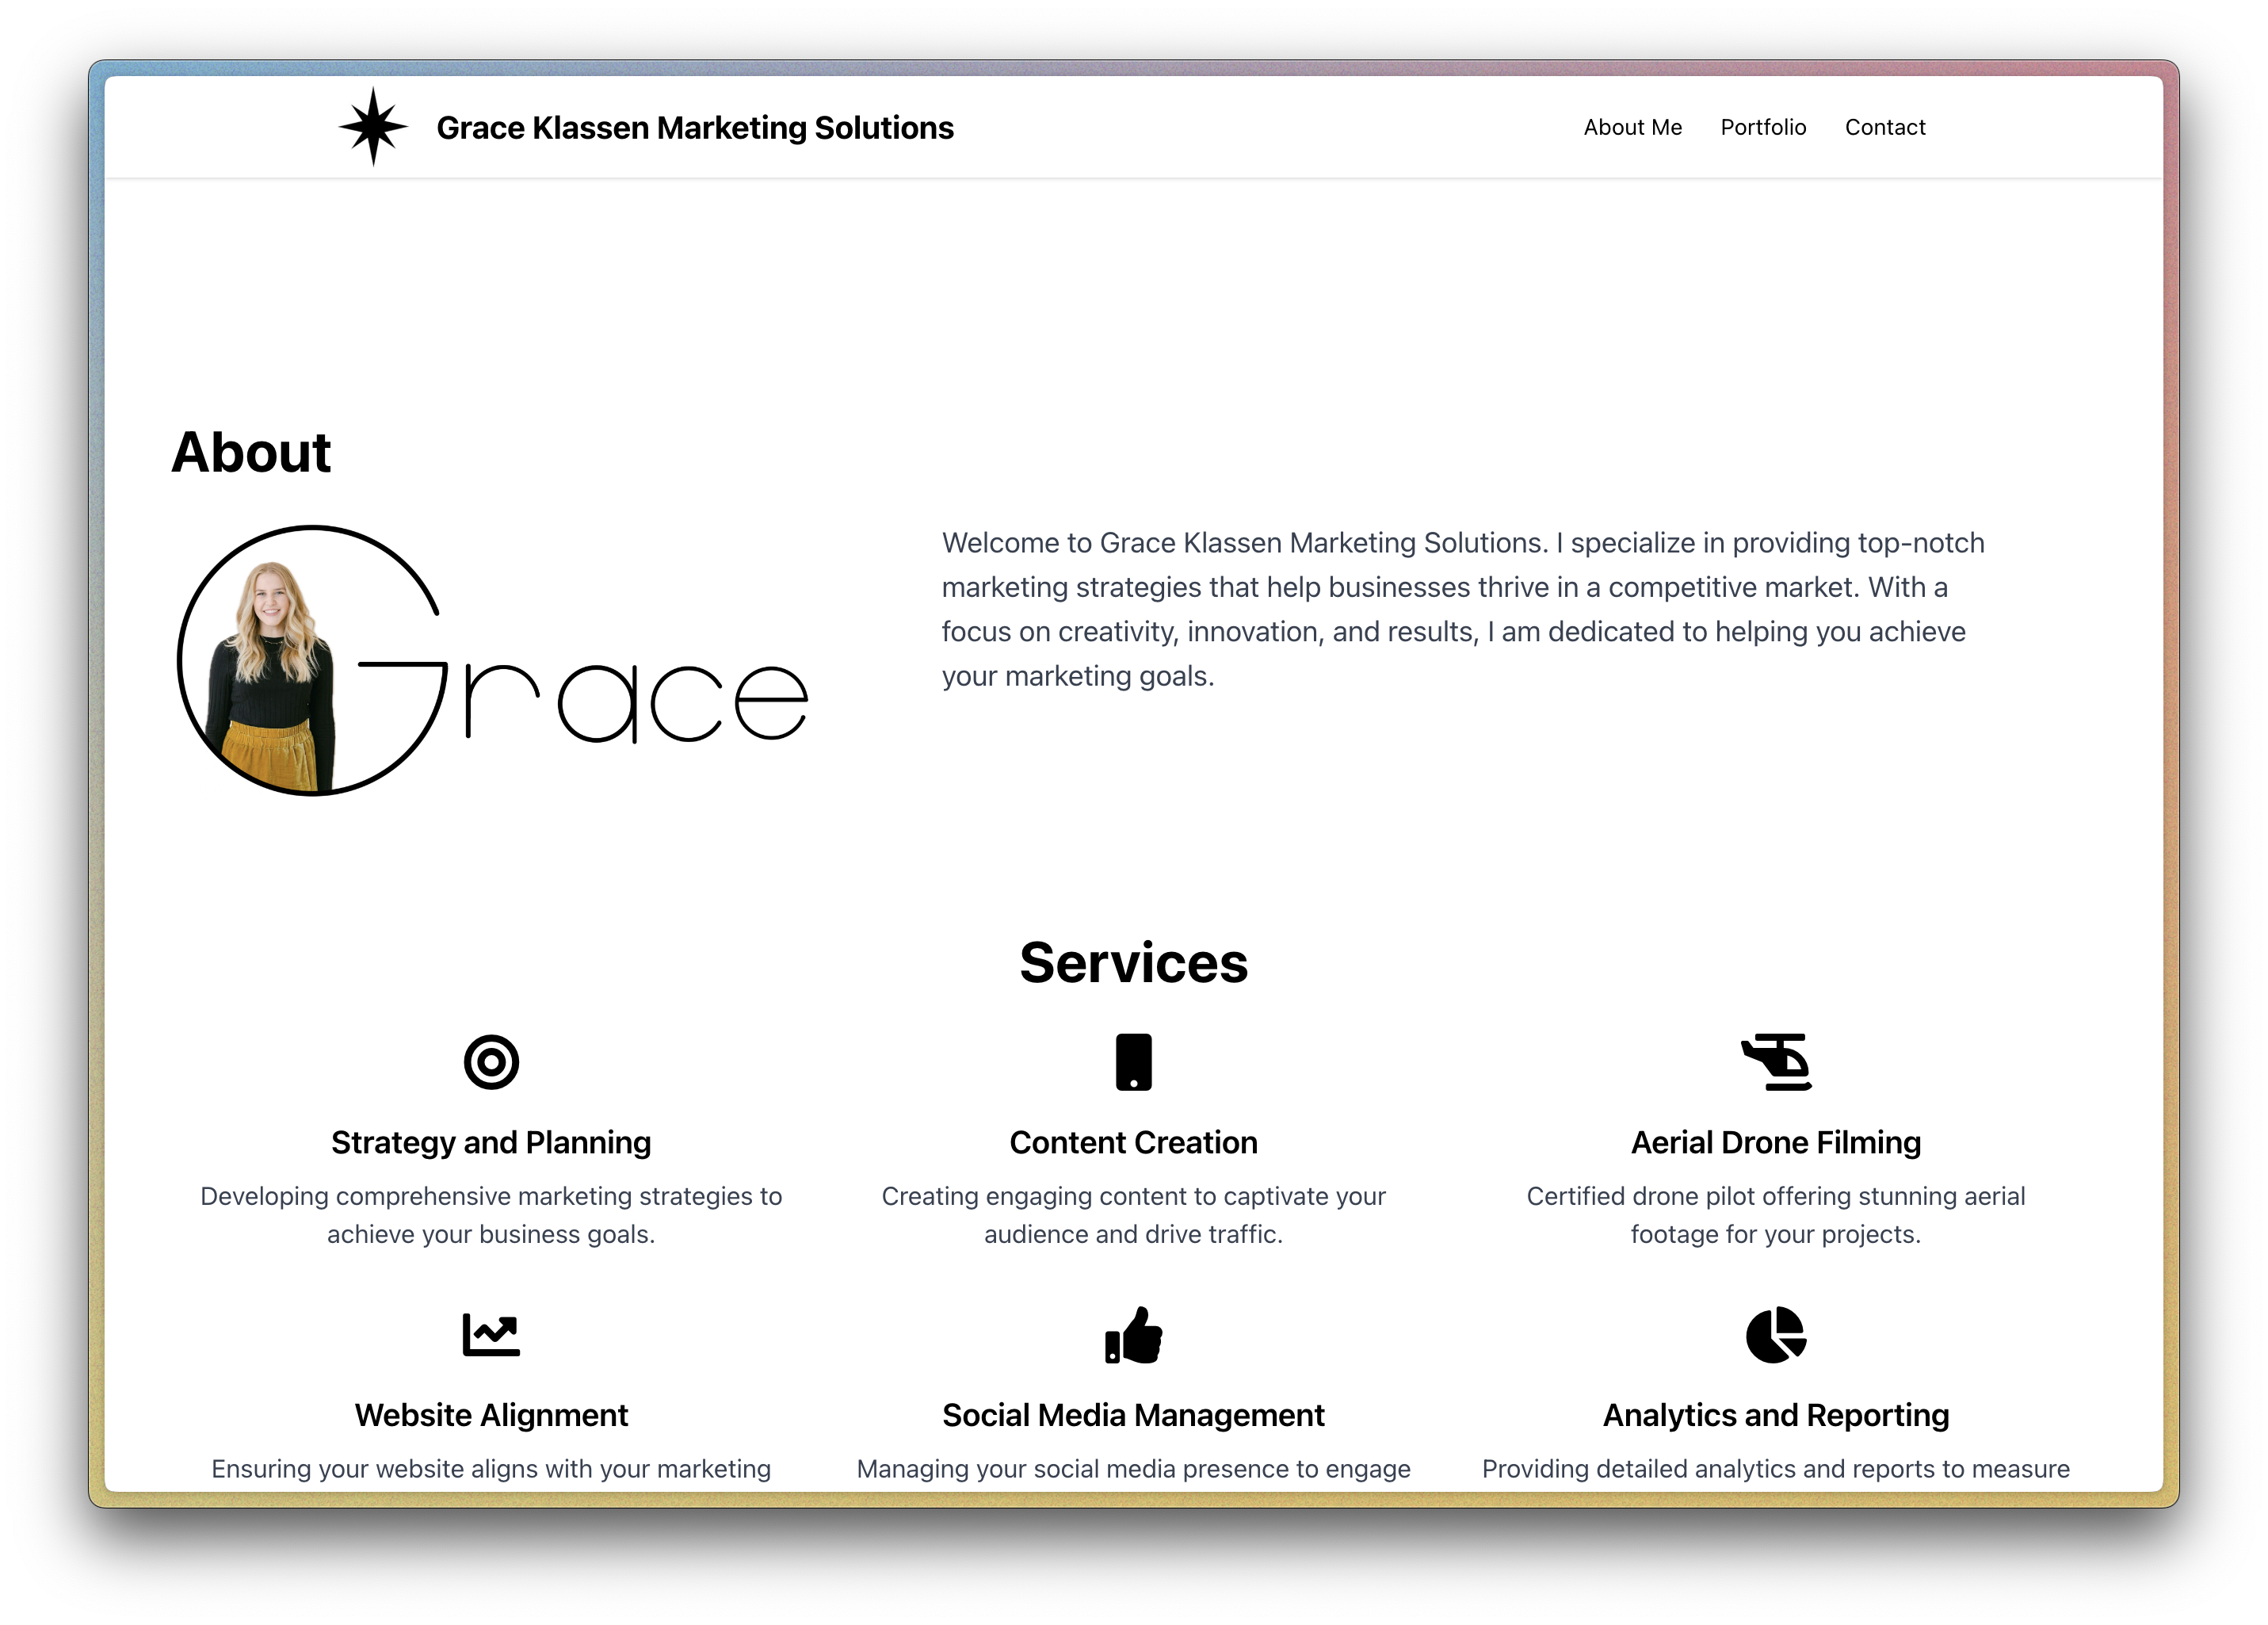 Grace Klassen Marketing Solutions
About Me
Portfolio
Contact
About
Grace
Welcome to Grace Klassen Marketing Solutions. I specialize in providing top-notch
marketing strategies that help businesses thrive in a competitive market. With a
focus on creativity, innovation, and results, I am dedicated to helping you achieve
your marketing goals.
Services
Strategy and Planning
Developing comprehensive marketing strategies to
achieve your business goals.
Content Creation
Creating engaging content to captivate your
audience and drive traffic.
Aerial Drone Filming
Certified drone pilot offering stunning aerial
footage for your projects.
Website Alignment
Ensuring your website aligns with your marketing
Social Media Management
Managing your social media presence to engage
Analytics and Reporting
Providing detailed analytics and reports to measure